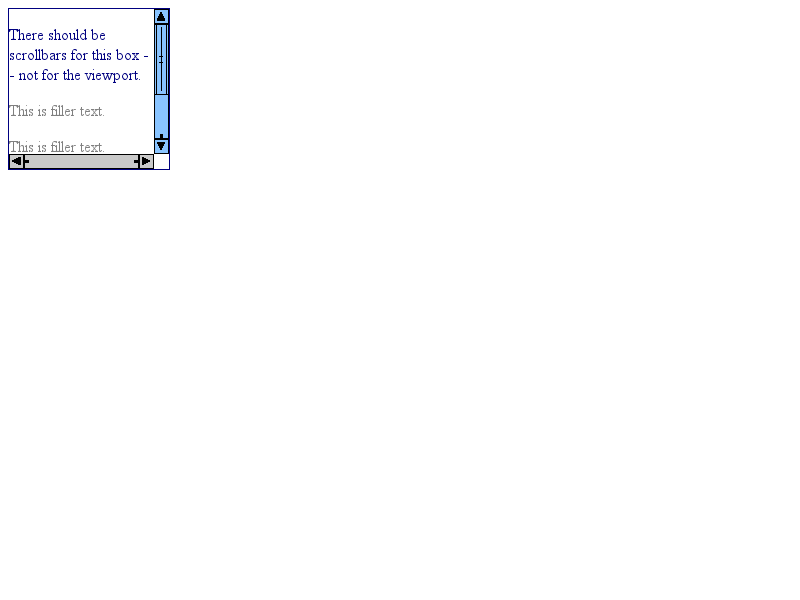 There should be
scrollbars for this box -
- not for the viewport.
This is filler text.
This is filler text.